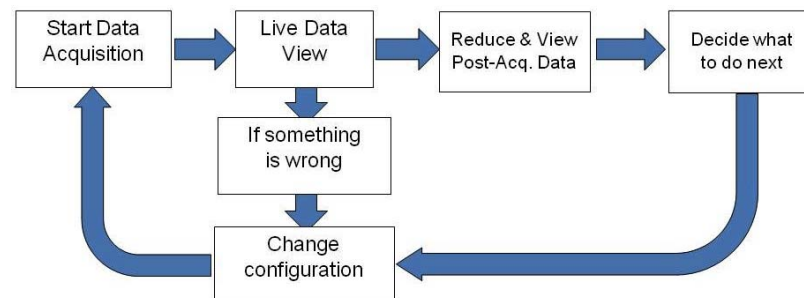 Start Data
Acquisition
Live Data
View
Reduce & View
Post-Acq. Data
Decide what
to do next
If something
is wrong
Change
configuration